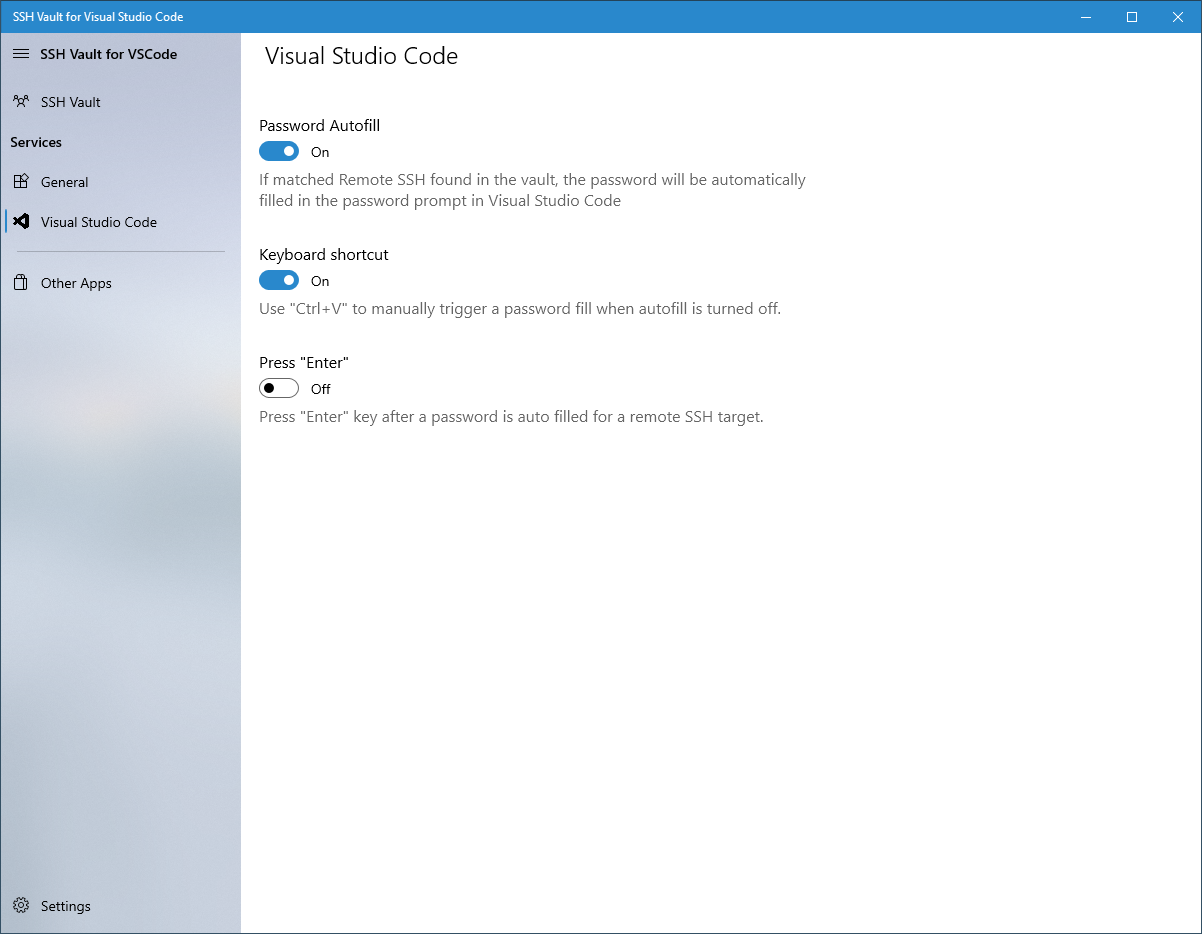 SSH Vault for Visual Studio Code
SSH Vault for VSCode
SSH Vault
Services
General
Visual Studio Code
Other Apps
Settings
Visual Studio Code
Password Autofill
On
If matched Remote SSH found in the vault, the password will be automatically
filled in the password prompt in Visual Studio Code
Keyboard shortcut
On
Use "Ctrl+V" to manually trigger a password fill when autofill is turned off.
Press "Enter"
Off
Press "Enter" key after a password is auto filled for a remote SSH target.